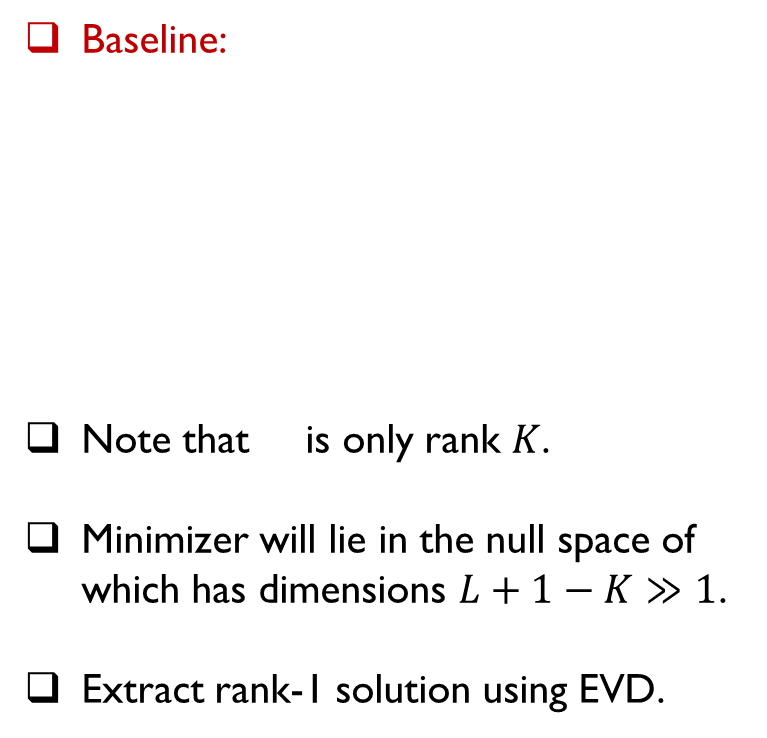 ❑ Baseline:
❑ Note that is only rank K.
❑ Minimizer will lie in the null space of
which has dimensions L + 1 − K ≫ 1.
❑ Extract rank-1 solution using EVD.